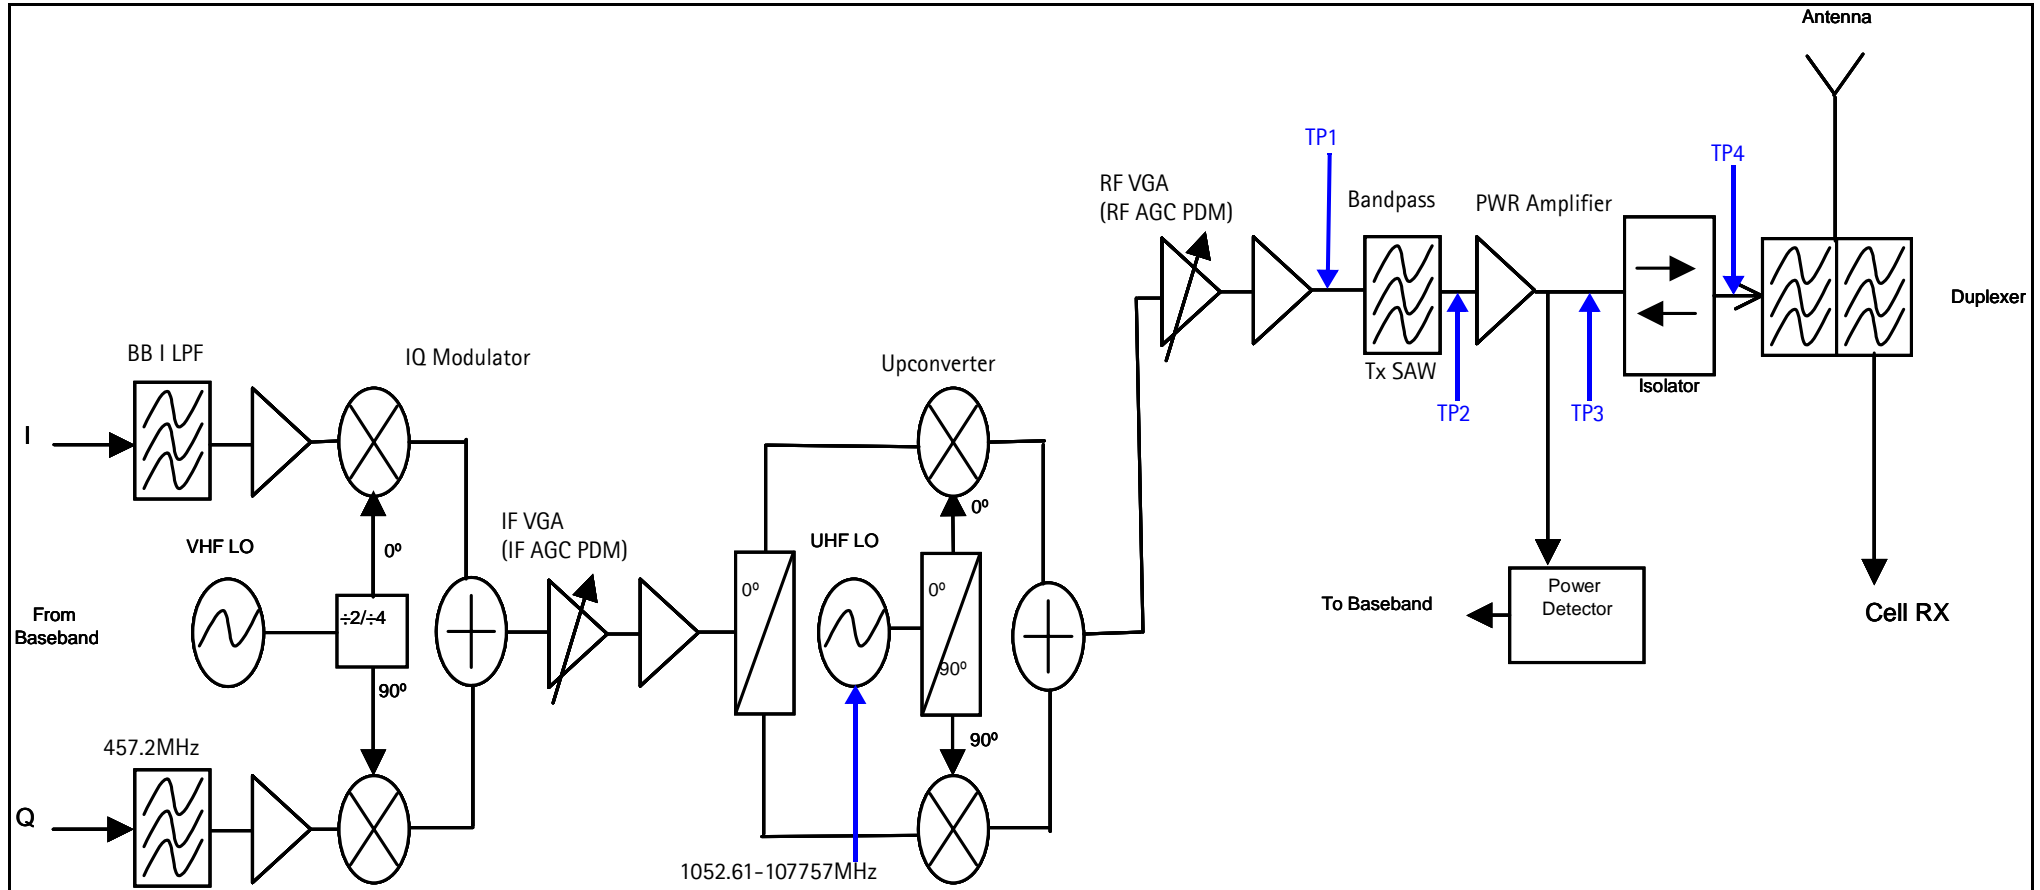 Antenna
TP1
TP4
RF VGA
(RF AGC PDM)
Bandpass
PWR Amplifier
Duplexer
BB I LPF
IQ Modulator
Upconverter
Tx SAW
Isolator
TP2
TP3
I
IF VGA
(IF AGC PDM)
0º
VHF LO
0º
UHF LO
0º
0º
Power
Detector
From
Baseband
÷2/÷4
To Baseband
Cell RX
90º
90º
90º
457.2MHz
Q
1052.61-107757MHz